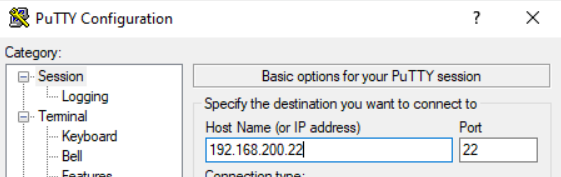 PuTTY Configuration
Category:
Session
Logging
Terminal
Keyboard
Bell
Features
Basic options for your PuTTY session
Specify the destination you want to connect to
Host Name (or IP address) Port
192.168.200.22 22
Connection type: